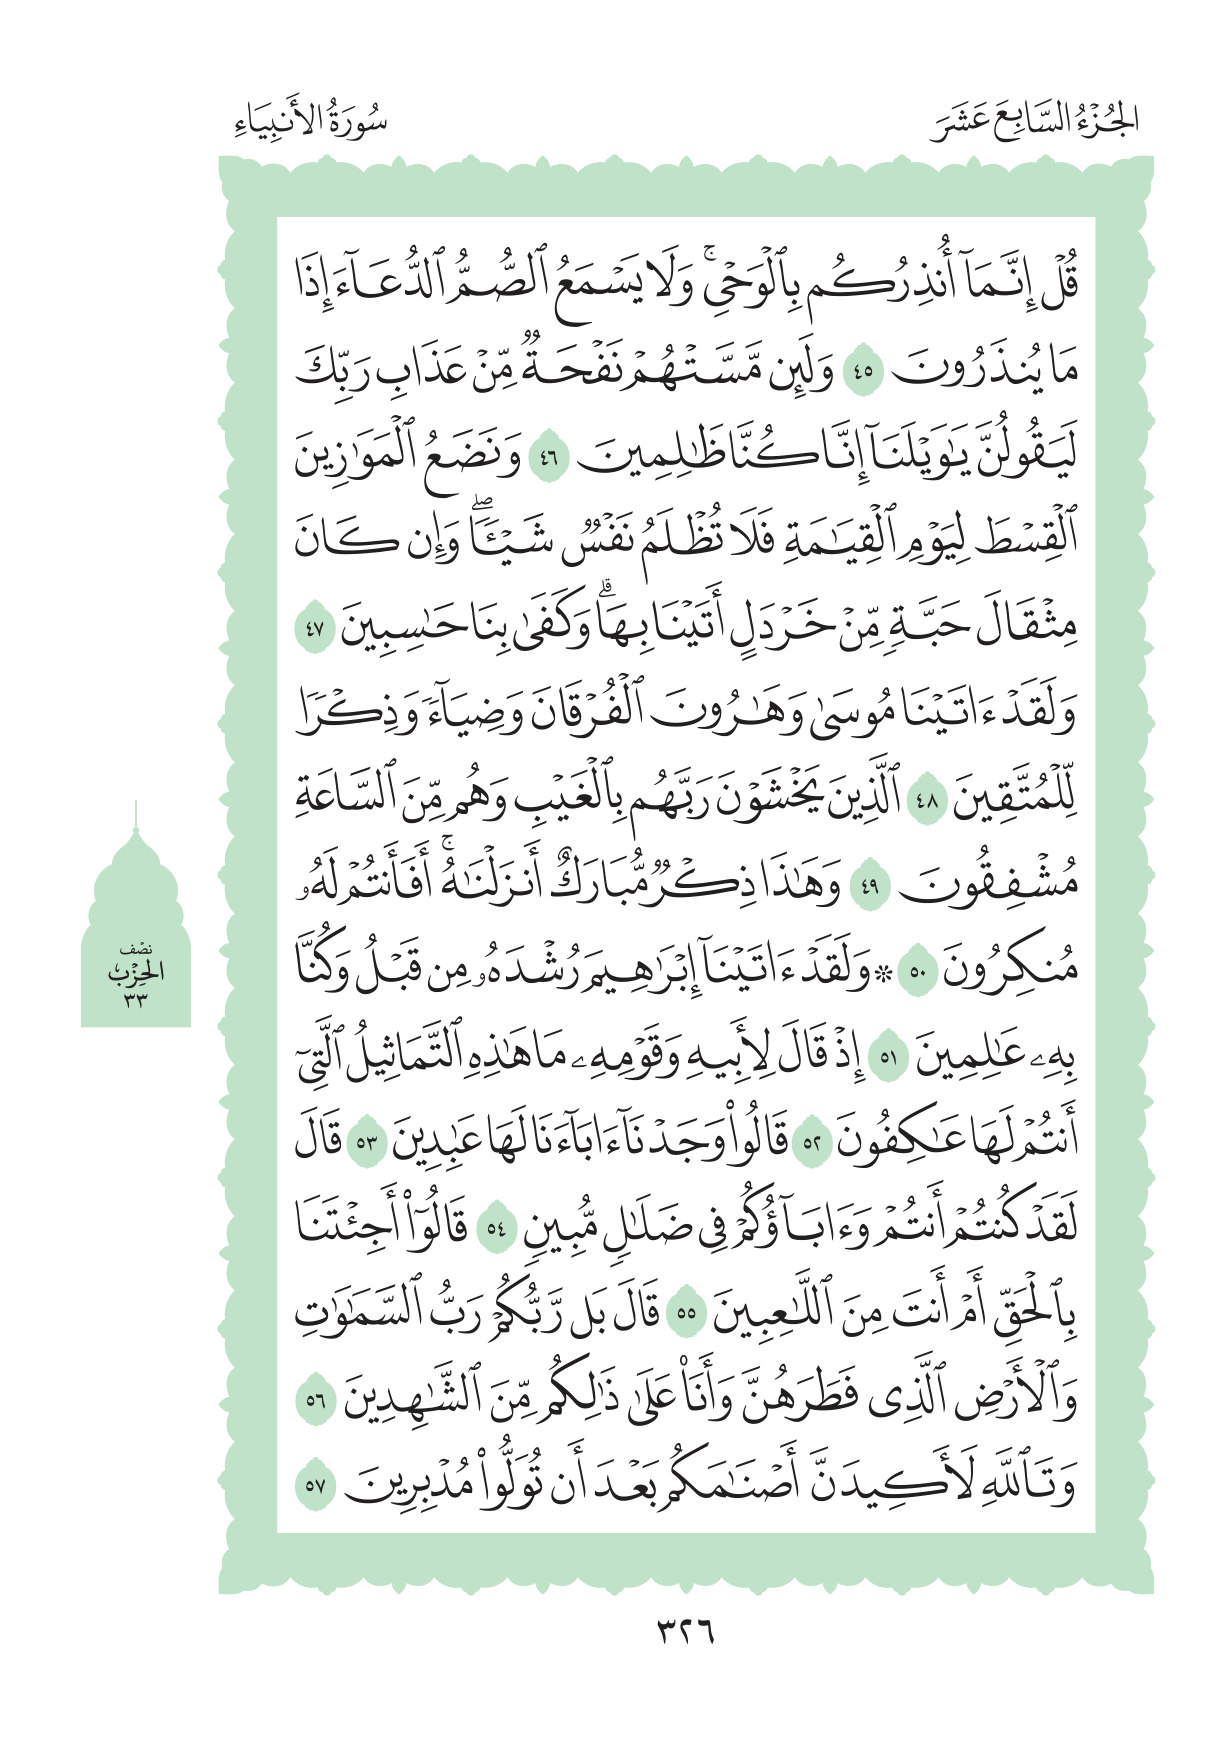 الجُزْءُ السَّابِعَ عَشَرَ
سُورَةُ الأَنبِيَاءِ
قُلْ إِنَّمَآ أُنذِرُكُم بِٱلْوَحْىِ ۚ وَلَا يَسْمَعُ ٱلصُّمُّ ٱلدُّعَآءَ إِذَا
مَا يُنذَرُونَ ٤٥ وَلَئِن مَّسَّتْهُمْ نَفْحَةٌ مِّنْ عَذَابِ رَبِّكَ
لَيَقُولُنَّ يَٰوَيْلَنَآ إِنَّا كُنَّا ظَٰلِمِينَ ٤٦ وَنَضَعُ ٱلْمَوَٰزِينَ
ٱلْقِسْطَ لِيَوْمِ ٱلْقِيَٰمَةِ فَلَا تُظْلَمُ نَفْسٌ شَيْـًٔا ۖ وَإِن كَانَ
مِثْقَالَ حَبَّةٍ مِّنْ خَرْدَلٍ أَتَيْنَا بِهَا ۗ وَكَفَىٰ بِنَا حَٰسِبِينَ ٤٧
وَلَقَدْ ءَاتَيْنَا مُوسَىٰ وَهَٰرُونَ ٱلْفُرْقَانَ وَضِيَآءً وَذِكْرًا
لِّلْمُتَّقِينَ ٤٨ ٱلَّذِينَ يَخْشَوْنَ رَبَّهُم بِٱلْغَيْبِ وَهُم مِّنَ ٱلسَّاعَةِ
مُشْفِقُونَ ٤٩ وَهَٰذَا ذِكْرٌ مُّبَارَكٌ أَنزَلْنَٰهُ ۚ أَفَأَنتُمْ لَهُۥ
مُنكِرُونَ ٥٠ ۞ وَلَقَدْ ءَاتَيْنَآ إِبْرَٰهِيمَ رُشْدَهُۥ مِن قَبْلُ وَكُنَّا
بِهِۦ عَٰلِمِينَ ٥١ إِذْ قَالَ لِأَبِيهِ وَقَوْمِهِۦ مَا هَٰذِهِ ٱلتَّمَاثِيلُ ٱلَّتِىٓ
أَنتُمْ لَهَا عَٰكِفُونَ ٥٢ قَالُوا۟ وَجَدْنَآ ءَابَآءَنَا لَهَا عَٰبِدِينَ ٥٣ قَالَ
لَقَدْ كُنتُمْ أَنتُمْ وَءَابَآؤُكُمْ فِى ضَلَٰلٍ مُّبِينٍ ٥٤ قَالُوٓا۟ أَجِئْتَنَا
بِٱلْحَقِّ أَمْ أَنتَ مِنَ ٱللَّٰعِبِينَ ٥٥ قَالَ بَل رَّبُّكُمْ رَبُّ ٱلسَّمَٰوَٰتِ
وَٱلْأَرْضِ ٱلَّذِى فَطَرَهُنَّ وَأَنَا۠ عَلَىٰ ذَٰلِكُم مِّنَ ٱلشَّٰهِدِينَ ٥٦
وَتَٱللَّهِ لَأَكِيدَنَّ أَصْنَٰمَكُم بَعْدَ أَن تُوَلُّوا۟ مُدْبِرِينَ ٥٧
نصْف
الحِزْب
٣٣
٣٢٦